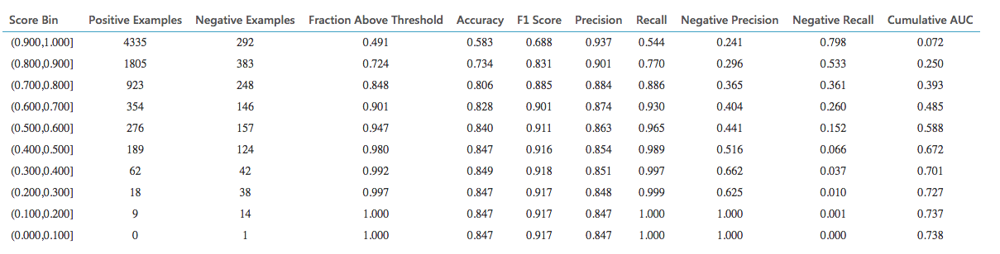 Score Bin Positive Examples Negative Examples Fraction Above Threshold Accuracy F1 Score Precision Recall Negative Precision Negative Recall Cumulative AUC
(0.900,1.000] 4335 292 0.491 0.583 0.688 0.937 0.544 0.241 0.798 0.072
(0.800,0.900] 1805 383 0.724 0.734 0.831 0.901 0.770 0.296 0.533 0.250
(0.700,0.800] 923 248 0.848 0.806 0.885 0.884 0.886 0.365 0.361 0.393
(0.600,0.700] 354 146 0.901 0.828 0.901 0.874 0.930 0.404 0.260 0.485
(0.500,0.600] 276 157 0.947 0.840 0.911 0.863 0.965 0.441 0.152 0.588
(0.400,0.500] 189 124 0.980 0.847 0.916 0.854 0.989 0.516 0.066 0.672
(0.300,0.400] 62 42 0.992 0.849 0.918 0.851 0.997 0.662 0.037 0.701
(0.200,0.300] 18 38 0.997 0.847 0.917 0.848 0.999 0.625 0.010 0.727
(0.100,0.200] 9 14 1.000 0.847 0.917 0.847 1.000 1.000 0.001 0.737
(0.000,0.100] 0 1 1.000 0.847 0.917 0.847 1.000 1.000 0.000 0.738